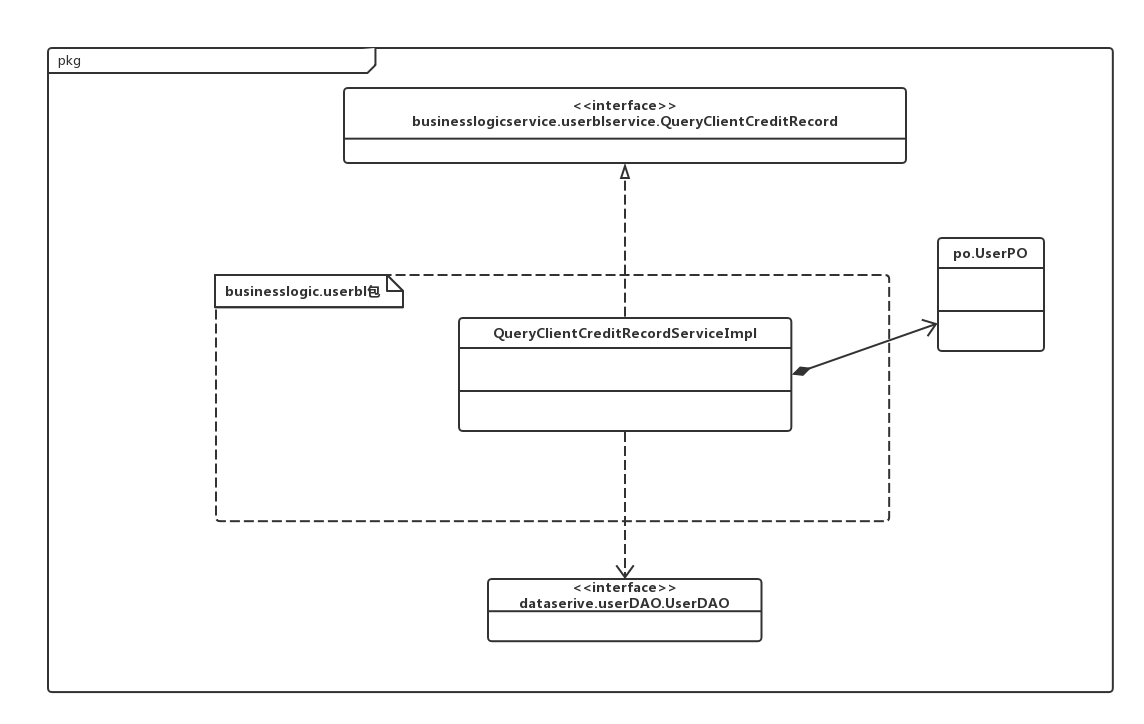 pkg
<<interface>>
businesslogicservice.userblservice.QueryClientCreditRecord
po.UserPO
businesslogic.userbl包
QueryClientCreditRecordServiceImpl
<<interface>>
dataserive.userDAO.UserDAO